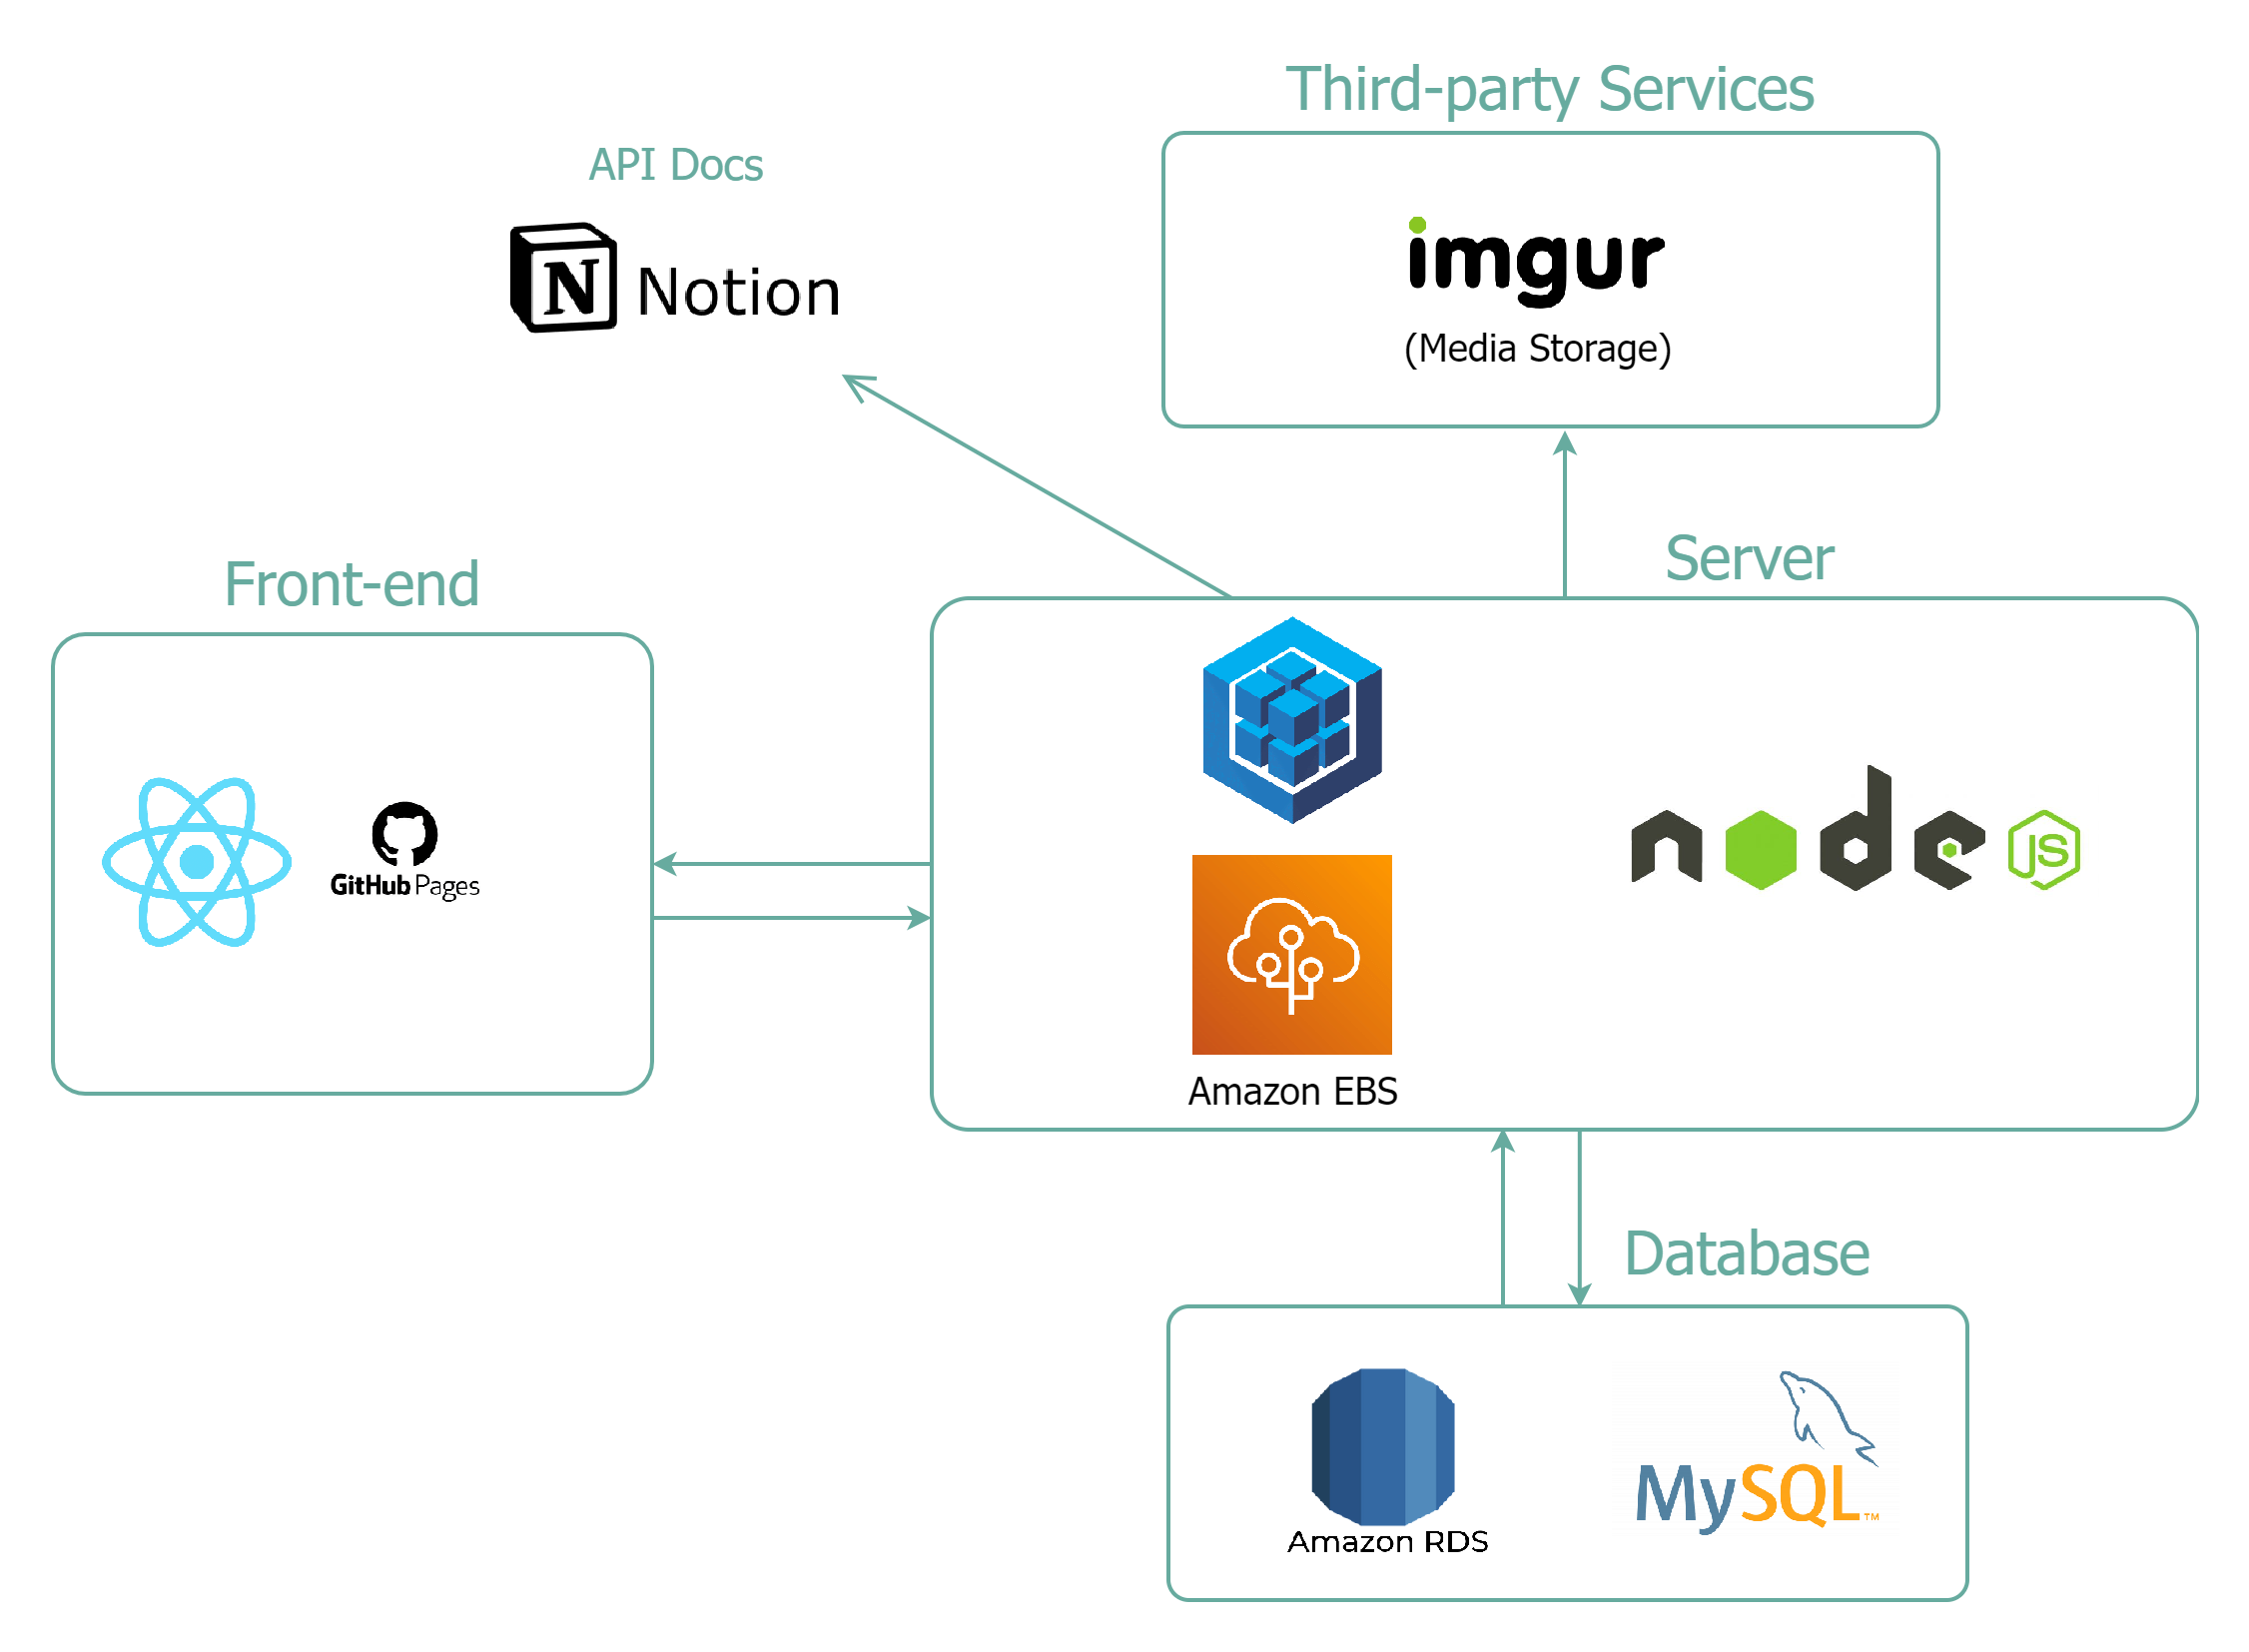 Third-party Services
imgur
(Media Storage)
API Docs
N Notion
Server
Front-end
GitHub Pages
node JS
Amazon EBS
Database
Amazon RDS
MySQL™